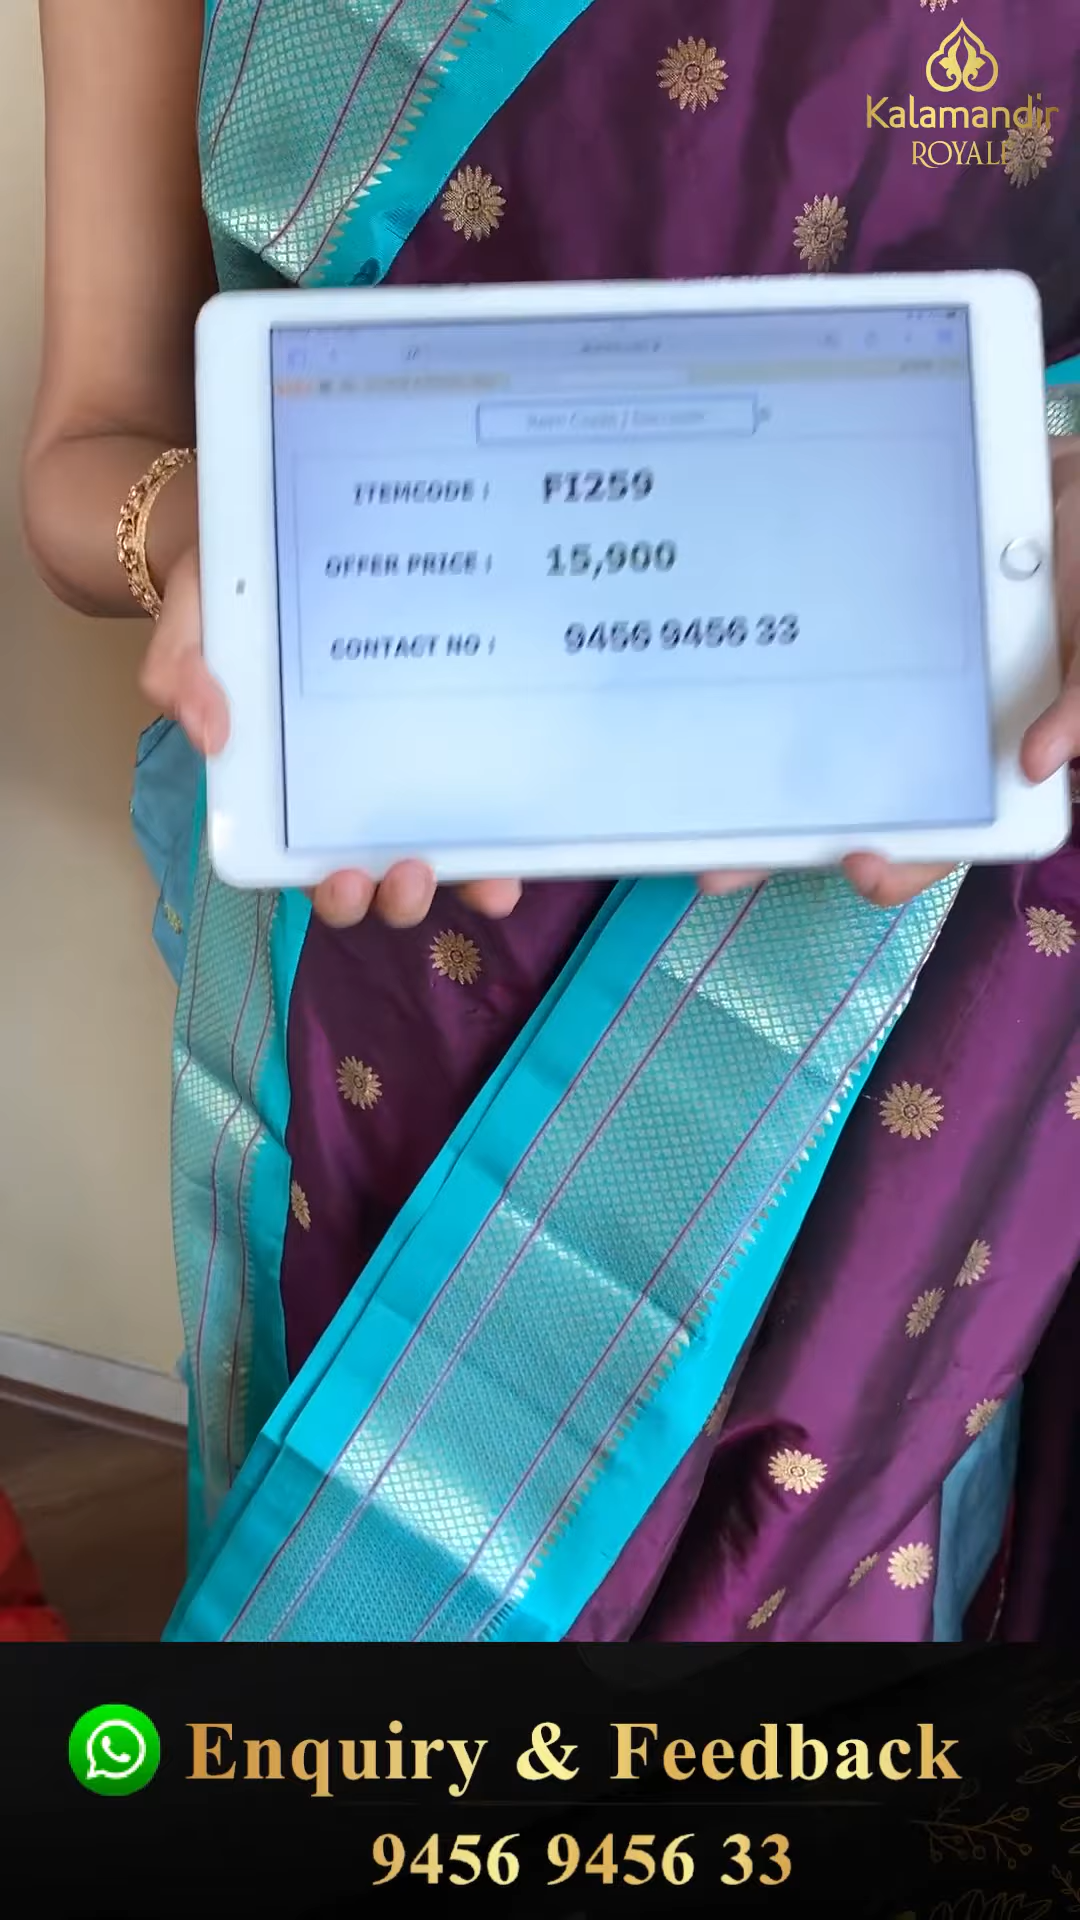 Kalamandir
ROYALE
ITEMCODE : FI259
OFFER PRICE : 15,900
CONTACT NO : 9456 9456 33
Enquiry & Feedback
9456 9456 33